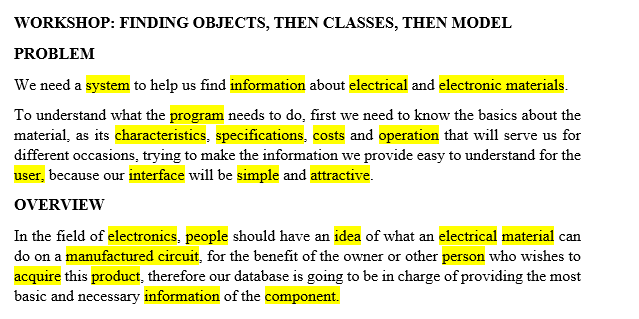 WORKSHOP: FINDING OBJECTS, THEN CLASSES, THEN MODEL
PROBLEM
We need a system to help us find information about electrical and electronic materials.
To understand what the program needs to do, first we need to know the basics about the
material, as its characteristics, specifications, costs and operation that will serve us for
different occasions, trying to make the information we provide easy to understand for the
user, because our interface will be simple and attractive.
OVERVIEW
In the field of electronics, people should have an idea of what an electrical material can
do on a manufactured circuit, for the benefit of the owner or other person who wishes to
acquire this product, therefore our database is going to be in charge of providing the most
basic and necessary information of the component.